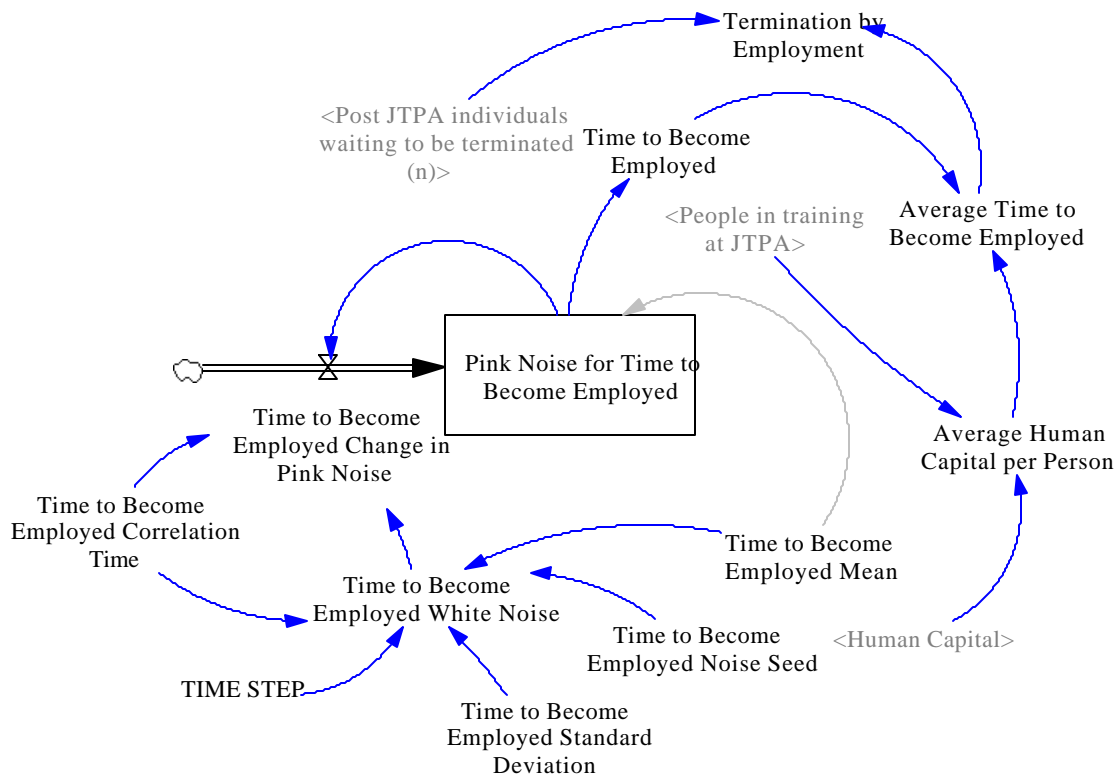 Termination by
Employment
<Post JTPA individuals
waiting to be terminated
(n)>
Time to Become
Employed
<People in training
at JTPA>
Average Time to
Become Employed
Pink Noise for Time to
Become Employed
Time to Become
Employed Change in
Pink Noise
Average Human
Capital per Person
Time to Become
Employed Correlation
Time
Time to Become
Employed Mean
Time to Become
Employed White Noise
Time to Become
Employed Noise Seed
<Human Capital>
TIME STEP
Time to Become
Employed Standard
Deviation